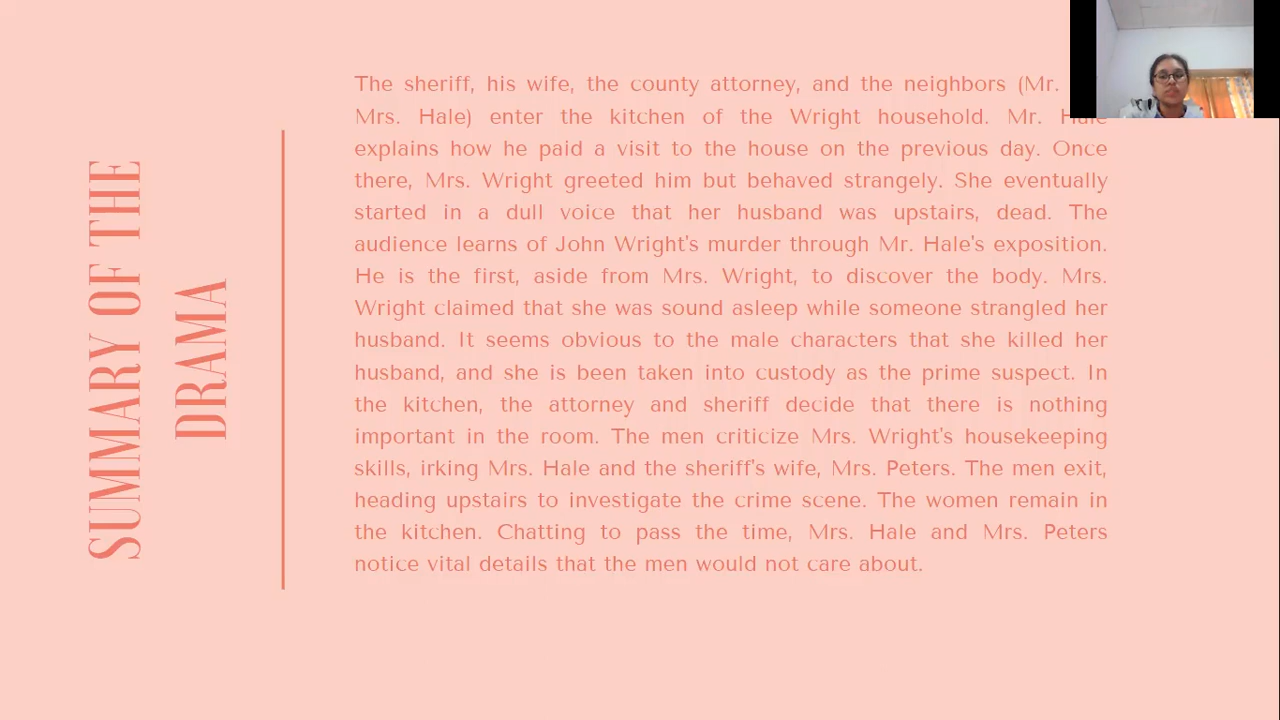 SUMMARY OF THE
DRAMA
The sheriff, his wife, the county attorney, and the neighbors (Mr.
Mrs. Hale) enter the kitchen of the Wright household. Mr. Hale
explains how he paid a visit to the house on the previous day. Once
there, Mrs. Wright greeted him but behaved strangely. She eventually
started in a dull voice that her husband was upstairs, dead. The
audience learns of John Wright's murder through Mr. Hale's exposition.
He is the first, aside from Mrs. Wright, to discover the body. Mrs.
Wright claimed that she was sound asleep while someone strangled her
husband. It seems obvious to the male characters that she killed her
husband, and she is been taken into custody as the prime suspect. In
the kitchen, the attorney and sheriff decide that there is nothing
important in the room. The men criticize Mrs. Wright's housekeeping
skills, irking Mrs. Hale and the sheriff's wife, Mrs. Peters. The men exit,
heading upstairs to investigate the crime scene. The women remain in
the kitchen. Chatting to pass the time, Mrs. Hale and Mrs. Peters
notice vital details that the men would not care about.